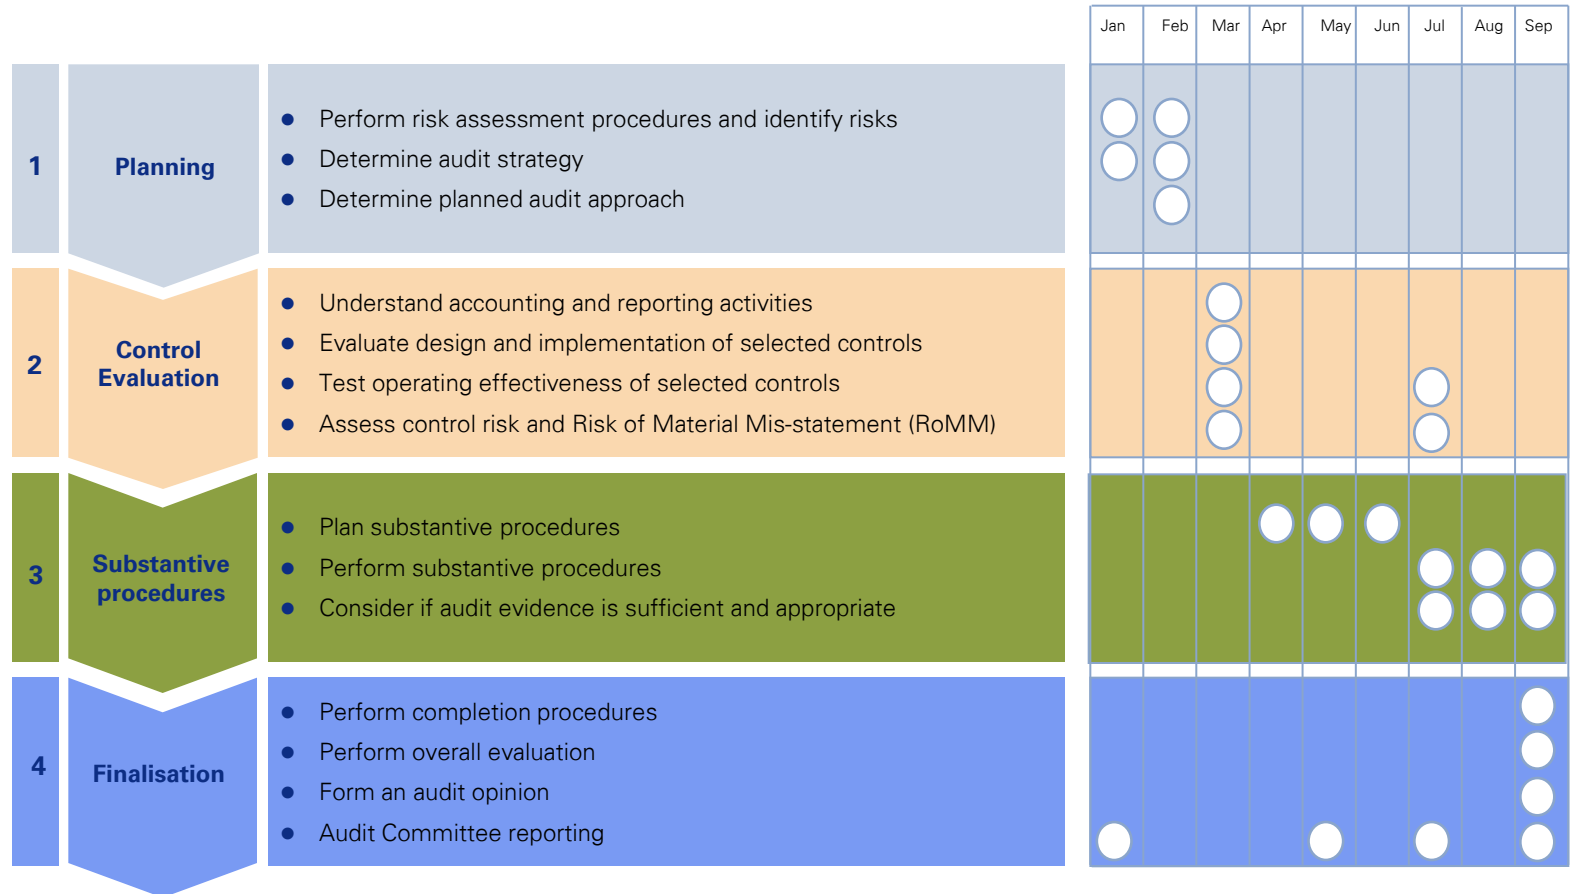 Jan Feb Mar Apr May Jun Jul Aug Sep
1
Planning
● Perform risk assessment procedures and identify risks
● Determine audit strategy
● Determine planned audit approach
2
Control
Evaluation
● Understand accounting and reporting activities
● Evaluate design and implementation of selected controls
● Test operating effectiveness of selected controls
● Assess control risk and Risk of Material Mis-statement (RoMM)
3
Substantive
procedures
● Plan substantive procedures
● Perform substantive procedures
● Consider if audit evidence is sufficient and appropriate
4
Finalisation
● Perform completion procedures
● Perform overall evaluation
● Form an audit opinion
● Audit Committee reporting